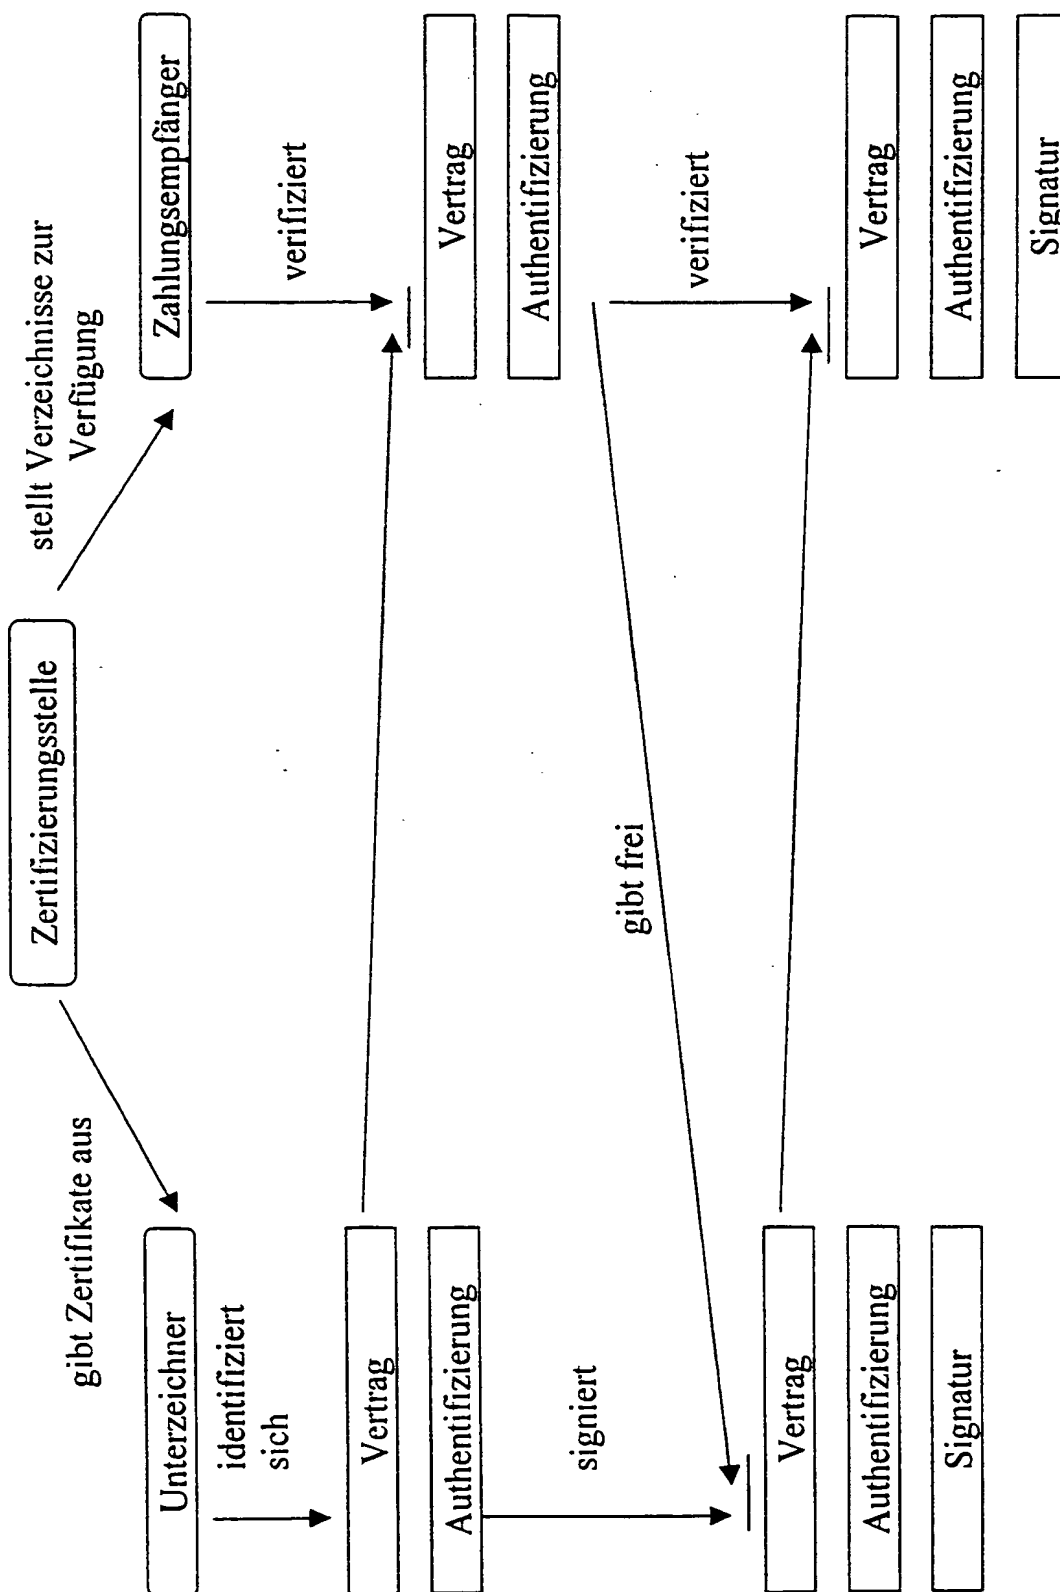 Zertifizierungsstelle
gibt Zertifikate aus
stellt Verzeichnisse zur
Verfügung
Unterzeichner
Zahlungsempfänger
identifiziert
sich
verifiziert
Vertrag
Authentifizierung
Vertrag
Authentifizierung
signiert
gibt frei
verifiziert
Vertrag
Authentifizierung
Signatur
Vertrag
Authentifizierung
Signatur